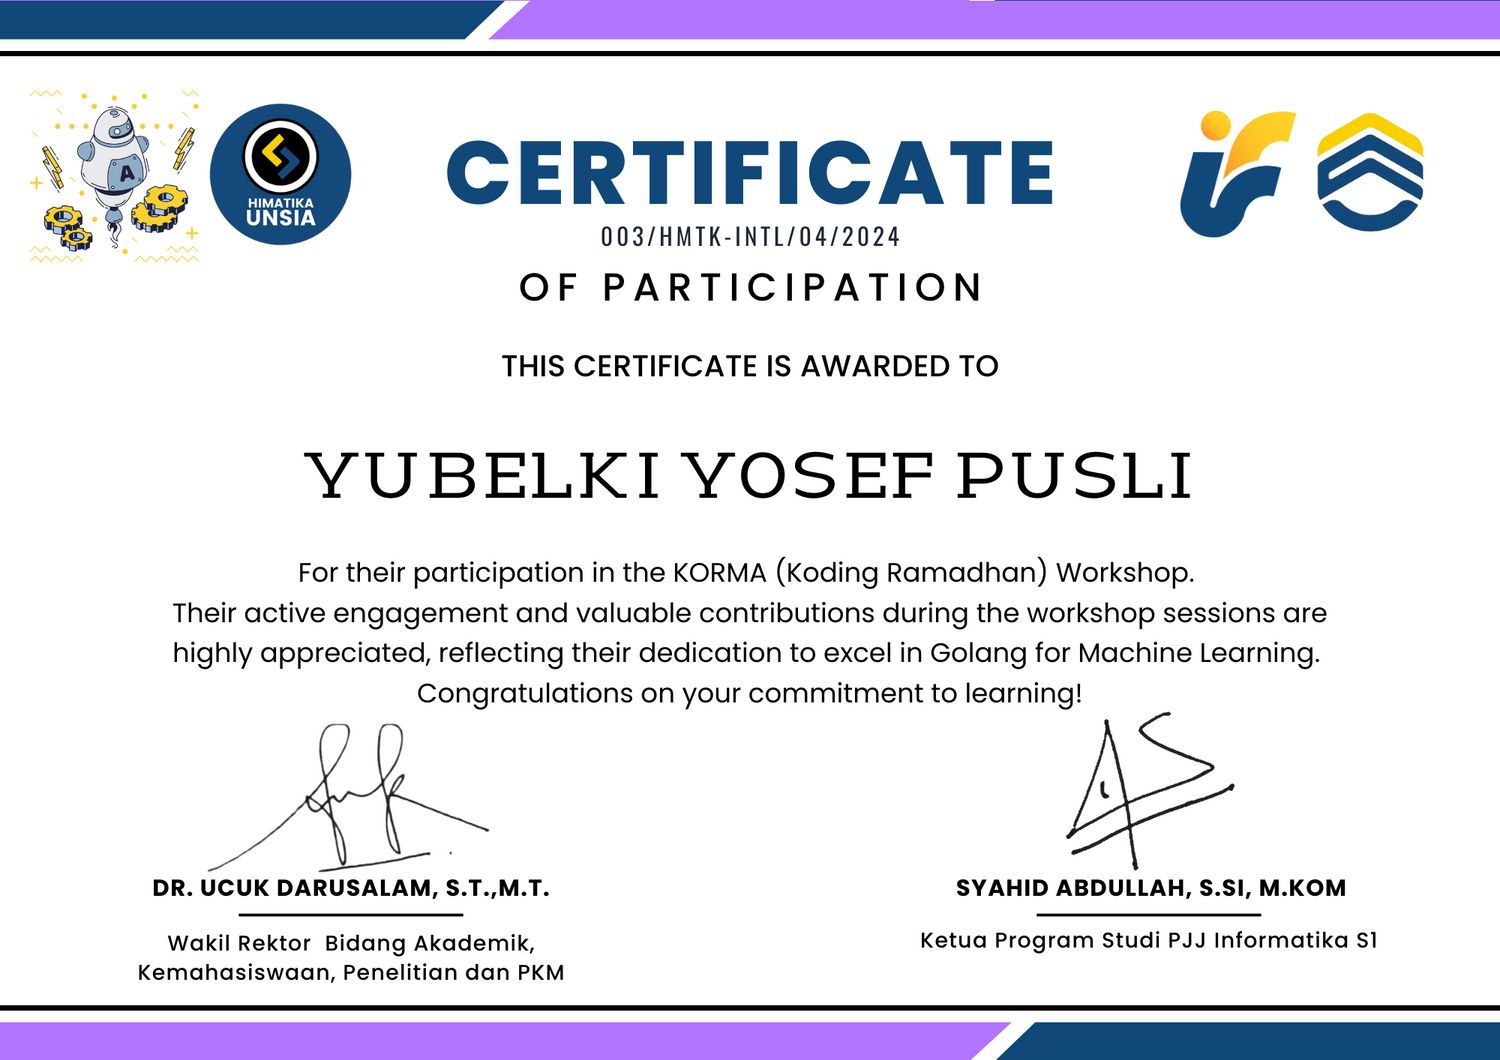 A
HIMATIKA
UNSIA
CERTIFICATE
003/HMTK-INTL/04/2024
OF PARTICIPATION
THIS CERTIFICATE IS AWARDED TO
YUBELKI YOSEF PUSLI
For their participation in the KORMA (Koding Ramadhan) Workshop.
Their active engagement and valuable contributions during the workshop sessions are
highly appreciated, reflecting their dedication to excel in Golang for Machine Learning.
Congratulations on your commitment to learning!
DR. UCUK DARUSALAM, S.T.,M.T.
Wakil Rektor  Bidang Akademik,
Kemahasiswaan, Penelitian dan PKM
SYAHID ABDULLAH, S.SI, M.KOM
Ketua Program Studi PJJ Informatika S1